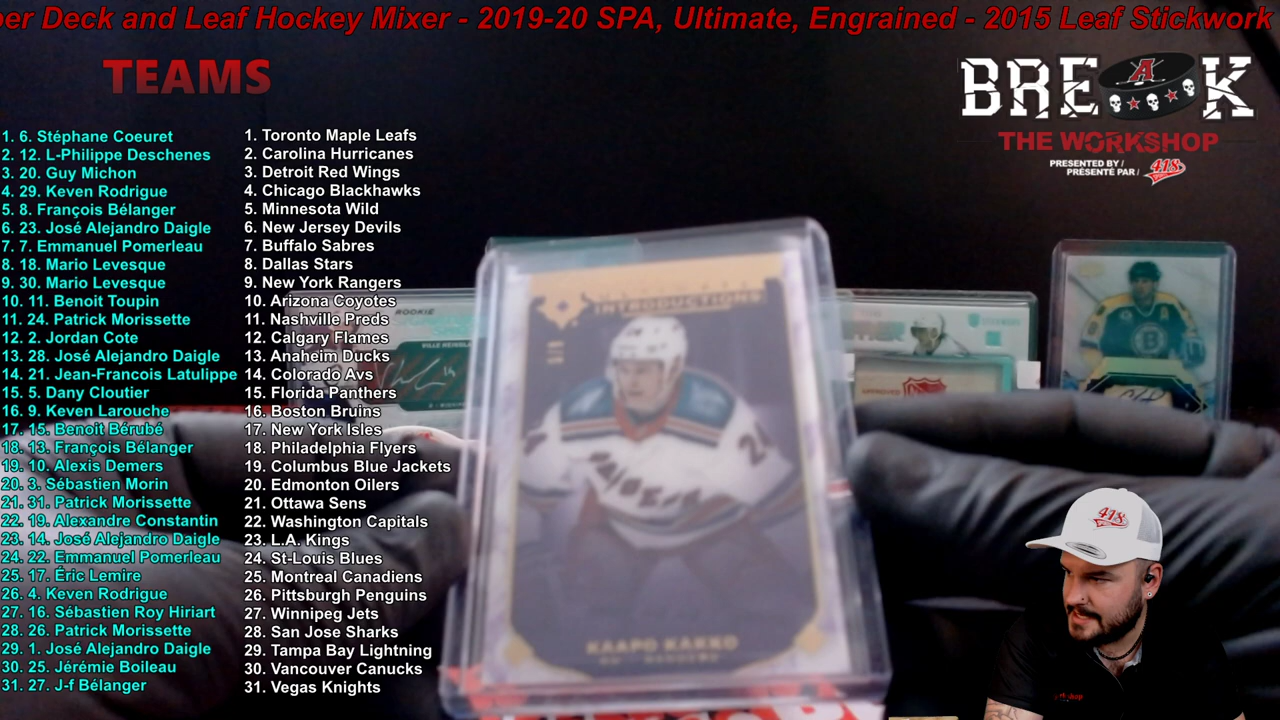 per Deck and Leaf Hockey Mixer - 2019-20 SPA, Ultimate, Engrained - 2015 Leaf Stickwork
TEAMS
BREAK
THE WORKSHOP
PRESENTED BY /
PRÉSENTÉ PAR /
418
1. 6. Stéphane Coeuret
2. 12. L-Philippe Deschenes
3. 20. Guy Michon
4. 29. Keven Rodrigue
5. 8. François Bélanger
6. 23. José Alejandro Daigle
7. 7. Emmanuel Pomerleau
8. 18. Mario Levesque
9. 30. Mario Levesque
10. 11. Benoit Toupin
11. 24. Patrick Morissette
12. 2. Jordan Cote
13. 28. José Alejandro Daigle
14. 21. Jean-Francois Latulippe
15. 5. Dany Cloutier
16. 9. Keven Larouche
17. 15. Benoit Bérubé
18. 13. François Bélanger
19. 10. Alexis Demers
20. 3. Sébastien Morin
21. 31. Patrick Morissette
22. 19. Alexandre Constantin
23. 14. José Alejandro Daigle
24. 22. Emmanuel Pomerleau
25. 17. Éric Lemire
26. 4. Keven Rodrigue
27. 16. Sébastien Roy Hiriart
28. 26. Patrick Morissette
29. 1. José Alejandro Daigle
30. 25. Jérémie Boileau
31. 27. J-f Bélanger
1. Toronto Maple Leafs
2. Carolina Hurricanes
3. Detroit Red Wings
4. Chicago Blackhawks
5. Minnesota Wild
6. New Jersey Devils
7. Buffalo Sabres
8. Dallas Stars
9. New York Rangers
10. Arizona Coyotes
11. Nashville Preds
12. Calgary Flames
13. Anaheim Ducks
14. Colorado Avs
15. Florida Panthers
16. Boston Bruins
17. New York Isles
18. Philadelphia Flyers
19. Columbus Blue Jackets
20. Edmonton Oilers
21. Ottawa Sens
22. Washington Capitals
23. L.A. Kings
24. St-Louis Blues
25. Montreal Canadiens
26. Pittsburgh Penguins
27. Winnipeg Jets
28. San Jose Sharks
29. Tampa Bay Lightning
30. Vancouver Canucks
31. Vegas Knights
INTRODUCTIONS
24
KAAPO KAKKO
ROOKIE
418